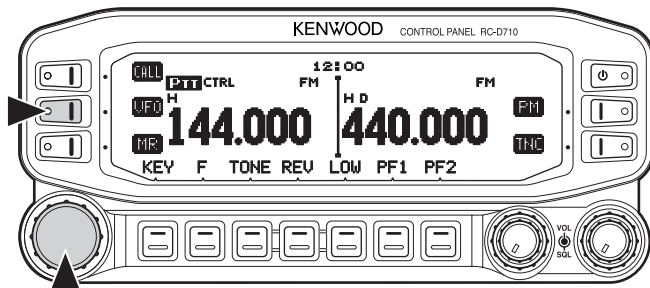 KENWOOD CONTROL PANEL RC-D710
CALL 12:00
PTT CTRL FM FM
VFO H H D PM
144.000 440.000
MR TNC
KEY F TONE REV LOW PF1 PF2
VOL
SQL